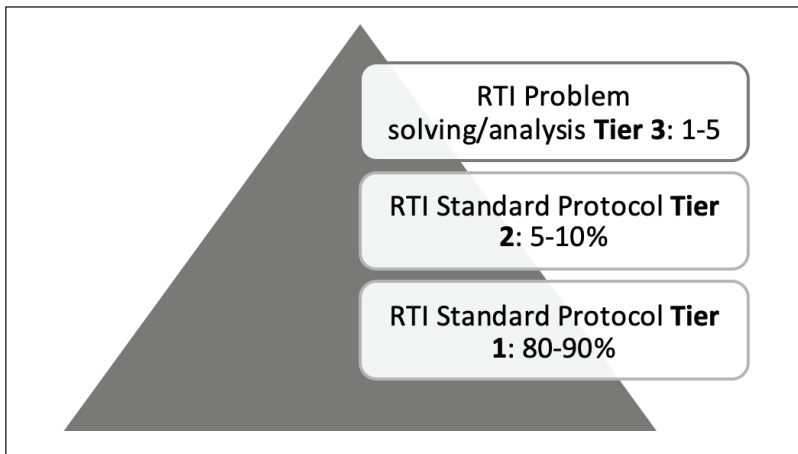 RTI Problem
solving/analysis Tier 3: 1-5
RTI Standard Protocol Tier
2: 5-10%
RTI Standard Protocol Tier
1: 80-90%